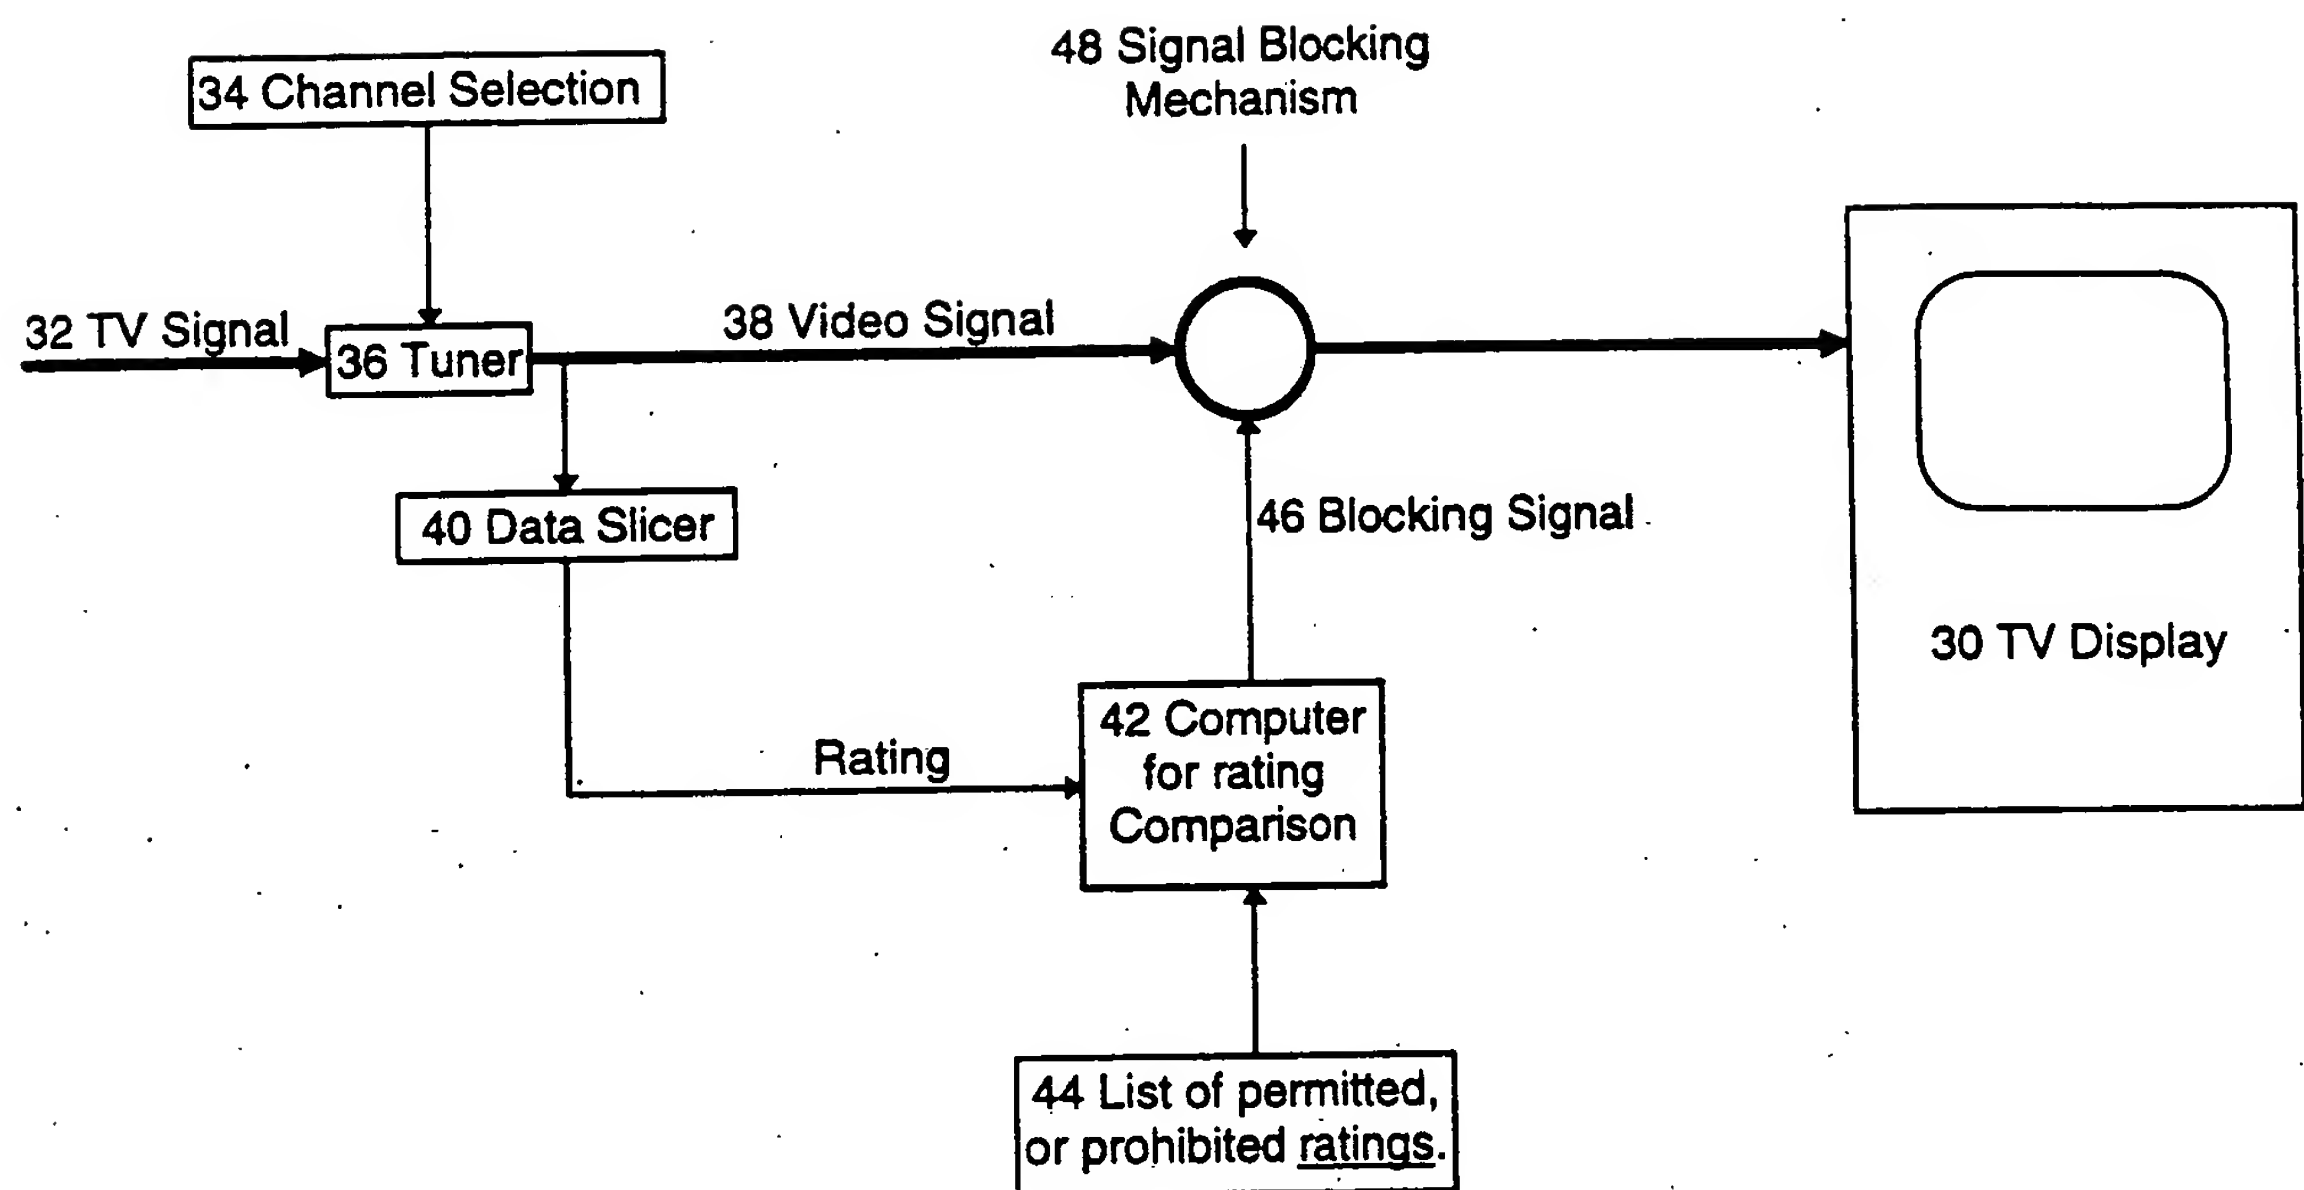 48 Signal Blocking
Mechanism
34 Channel Selection
32 TV Signal
36 Tuner
38 Video Signal
40 Data Slicer
46 Blocking Signal
30 TV Display
42 Computer
for rating
Comparison
Rating
44 List of permitted,
or prohibited ratings.